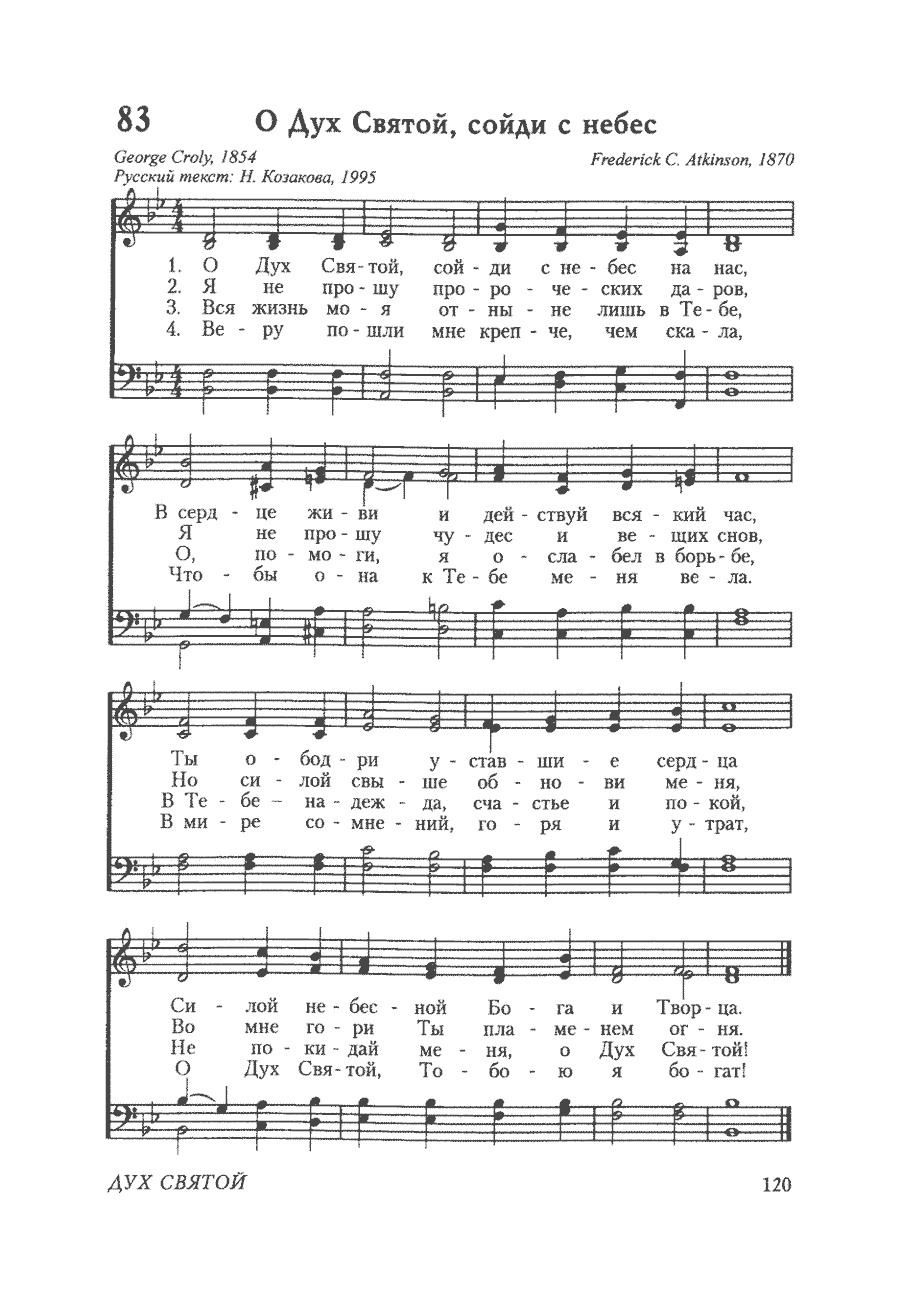 83 О Дух Святой, сойди с небес
George Croly, 1854 Frederick C. Atkinson, 1870
Русский текст: Н. Козакова, 1995
1. О Дух Свя - той, сой - ди с не - бес на нас,
2. Я не про - шу про - ро - че - ских да - ров,
3. Вся жизнь мо - я от - ны - не лишь в Те - бе,
4. Ве - ру по - шли мне креп - че, чем ска - ла,
В серд - це жи - ви и дей - ствуй вся - кий час,
Я не про - шу чу - дес и ве - щих снов,
О, по - мо - ги, я о - сла - бел в борь - бе,
Что - бы о - на к Те - бе ме - ня ве - ла.
Ты о - бод - ри у - став - ши - е серд - ца
Но си - лой свы - ше об - но - ви ме - ня,
В Те - бе – на - деж - да, сча - стье и по - кой,
В ми - ре со - мне - ний, го - ря и у - трат,
Си - лой не - бес - ной Бо - га и Твор - ца.
Во мне го - ри Ты пла - ме - нем ог - ня.
Не по - ки - дай ме - ня, о Дух Свя - той!
О Дух Свя - той, То - бо - ю я бо - гат!
ДУХ СВЯТОЙ 120